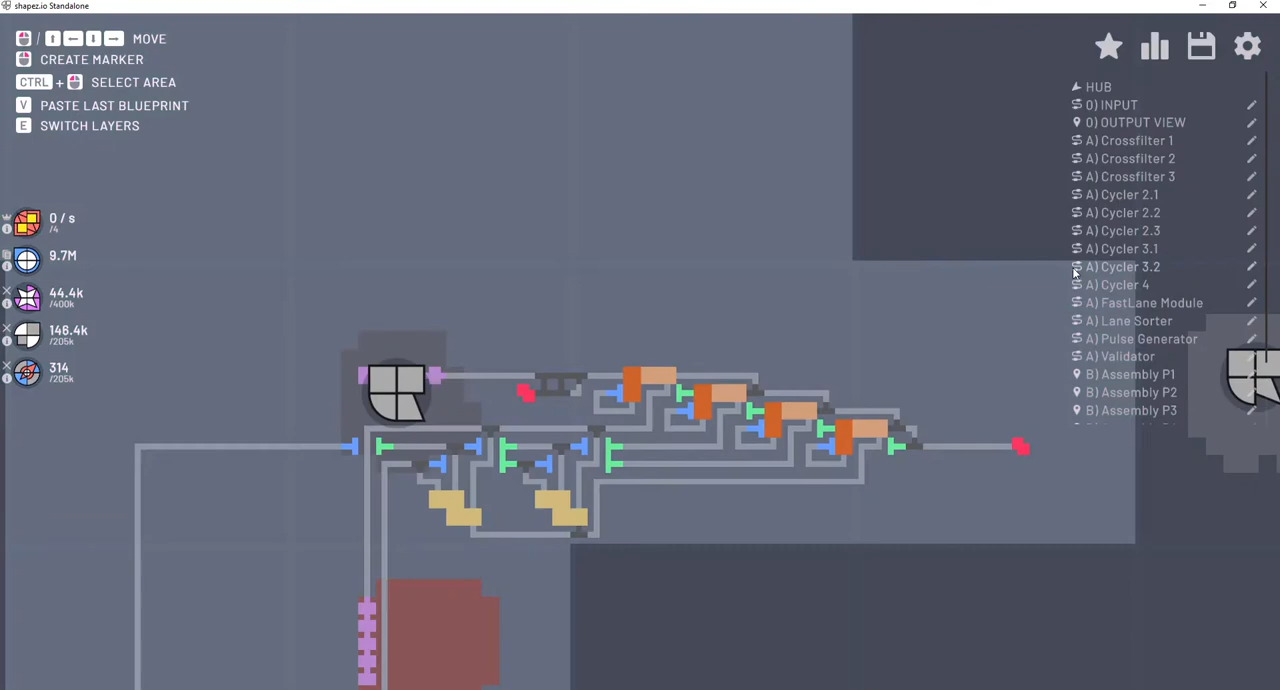 shapez.io Standalone
/ MOVE
CREATE MARKER
CTRL + SELECT AREA
V PASTE LAST BLUEPRINT
E SWITCH LAYERS
0 / s
/4
9.7M
44.4k
/400k
146.4k
/205k
314
/205k
HUB
0) INPUT
0) OUTPUT VIEW
A) Crossfilter 1
A) Crossfilter 2
A) Crossfilter 3
A) Cycler 2.1
A) Cycler 2.2
A) Cycler 2.3
A) Cycler 3.1
A) Cycler 3.2
A) Cycler 4
A) FastLane Module
A) Lane Sorter
A) Pulse Generator
A) Validator
B) Assembly P1
B) Assembly P2
B) Assembly P3